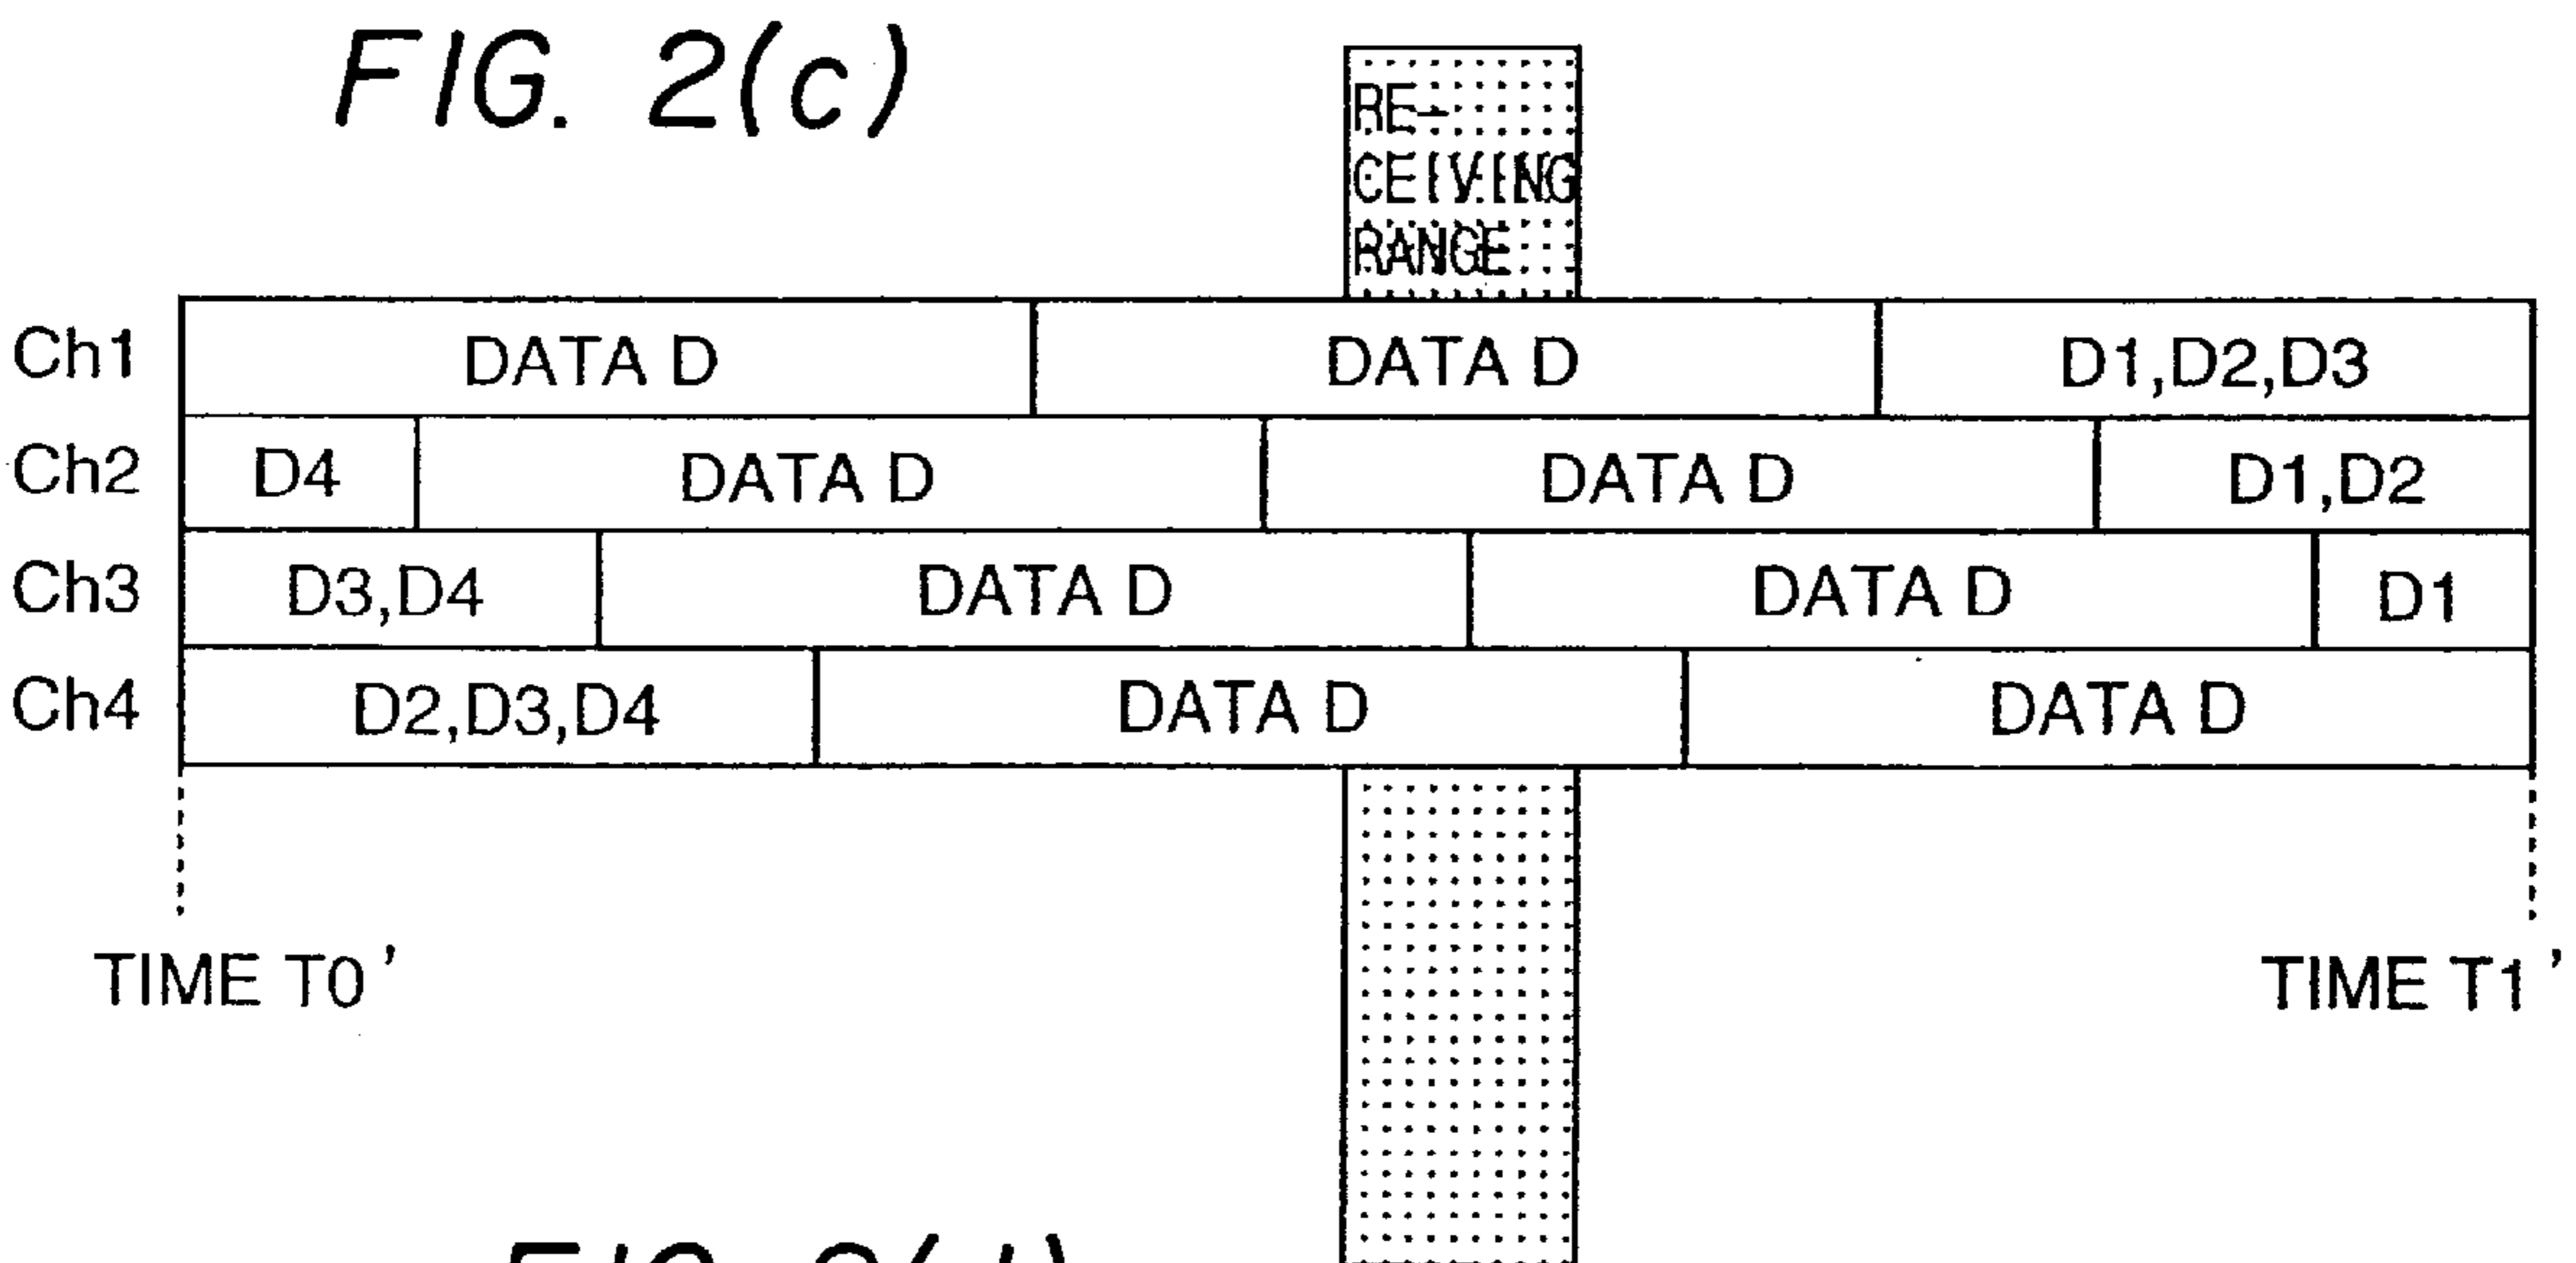 FIG. 2(c)
RE-
CEIVING
RANGE
Ch1 DATA D DATA D D1,D2,D3
Ch2 D4 DATA D DATA D D1,D2
Ch3 D3,D4 DATA D DATA D D1
Ch4 D2,D3,D4 DATA D DATA D
TIME T0' TIME T1'